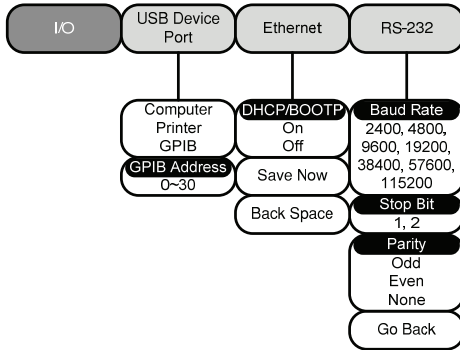 I/O
USB Device
Port
Ethernet
RS-232
Computer
Printer
GPIB
GPIB Address
0~30
DHCP/BOOTP
On
Off
Save Now
Back Space
Baud Rate
2400, 4800,
9600, 19200,
38400, 57600,
115200
Stop Bit
1, 2
Parity
Odd
Even
None
Go Back